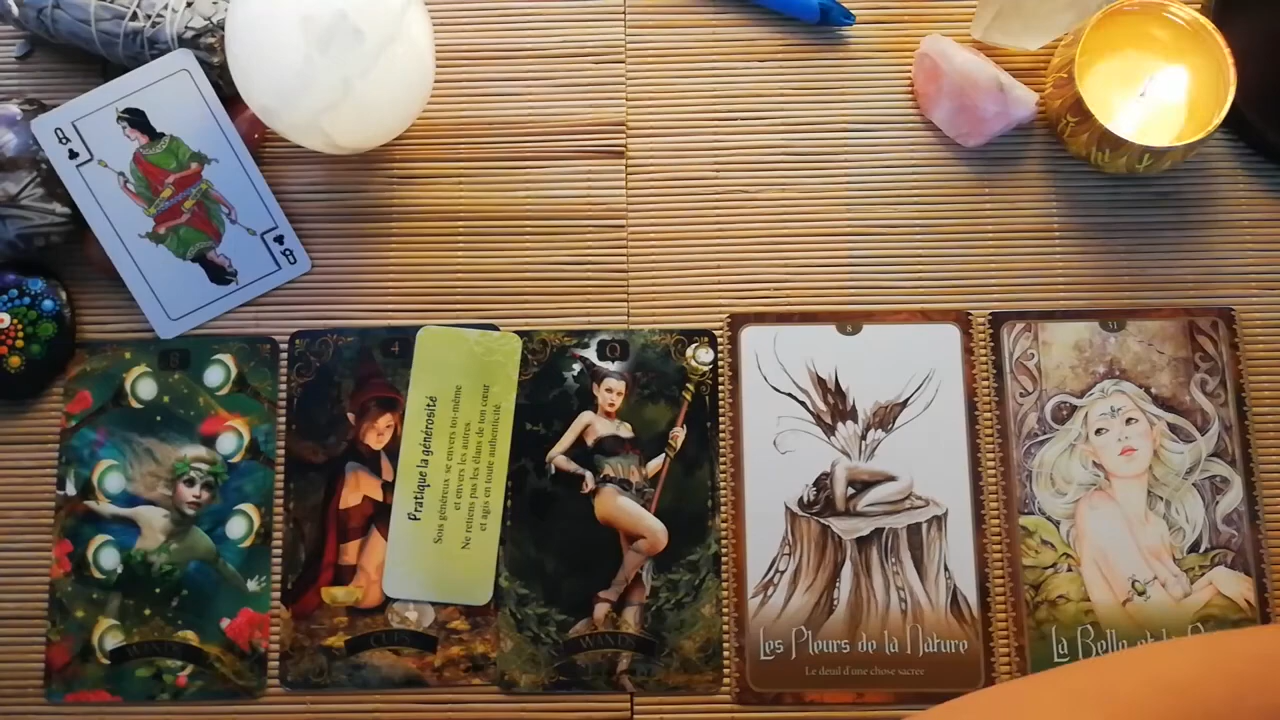 Q
Q
8
WANDS
4
CUPS
Pratique la générosité
Sois généreux·se envers toi-même
et envers les autres.
Ne retiens pas les élans de ton cœur
et agis en toute authenticité.
Q
WANDS
8
Les Pleurs de la Nature
Le deuil d'une chose sacrée
31
La Belle et la